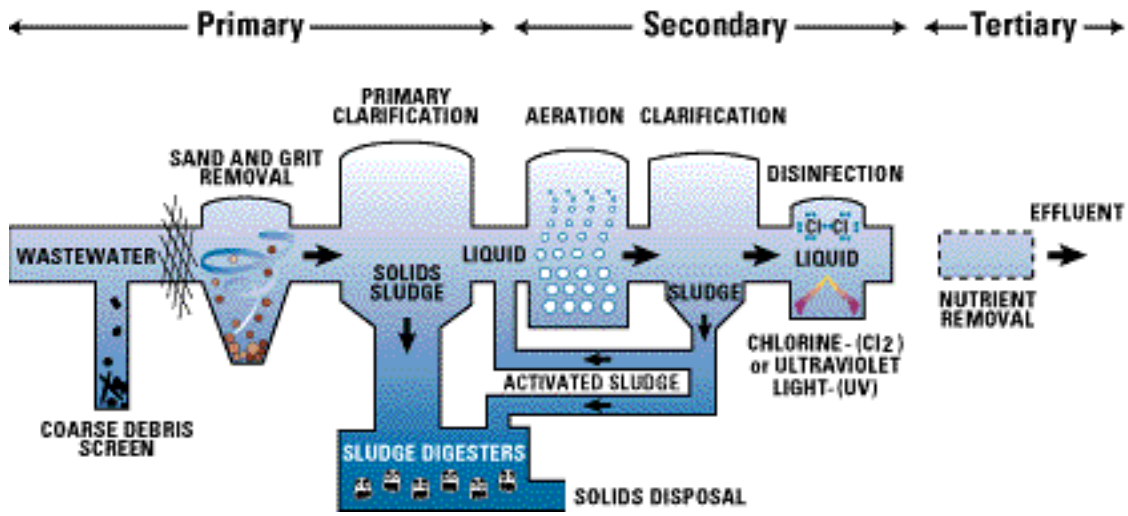 Primary
Secondary
Tertiary
PRIMARY
CLARIFICATION
AERATION
CLARIFICATION
SAND AND GRIT
REMOVAL
DISINFECTION
EFFLUENT
WASTEWATER
LIQUID
Cl-Cl
LIQUID
SOLIDS
SLUDGE
SLUDGE
NUTRIENT
REMOVAL
CHLORINE-(Cl2)
or ULTRAVIOLET
LIGHT-(UV)
ACTIVATED SLUDGE
COARSE DEBRIS
SCREEN
SLUDGE DIGESTERS
SOLIDS DISPOSAL